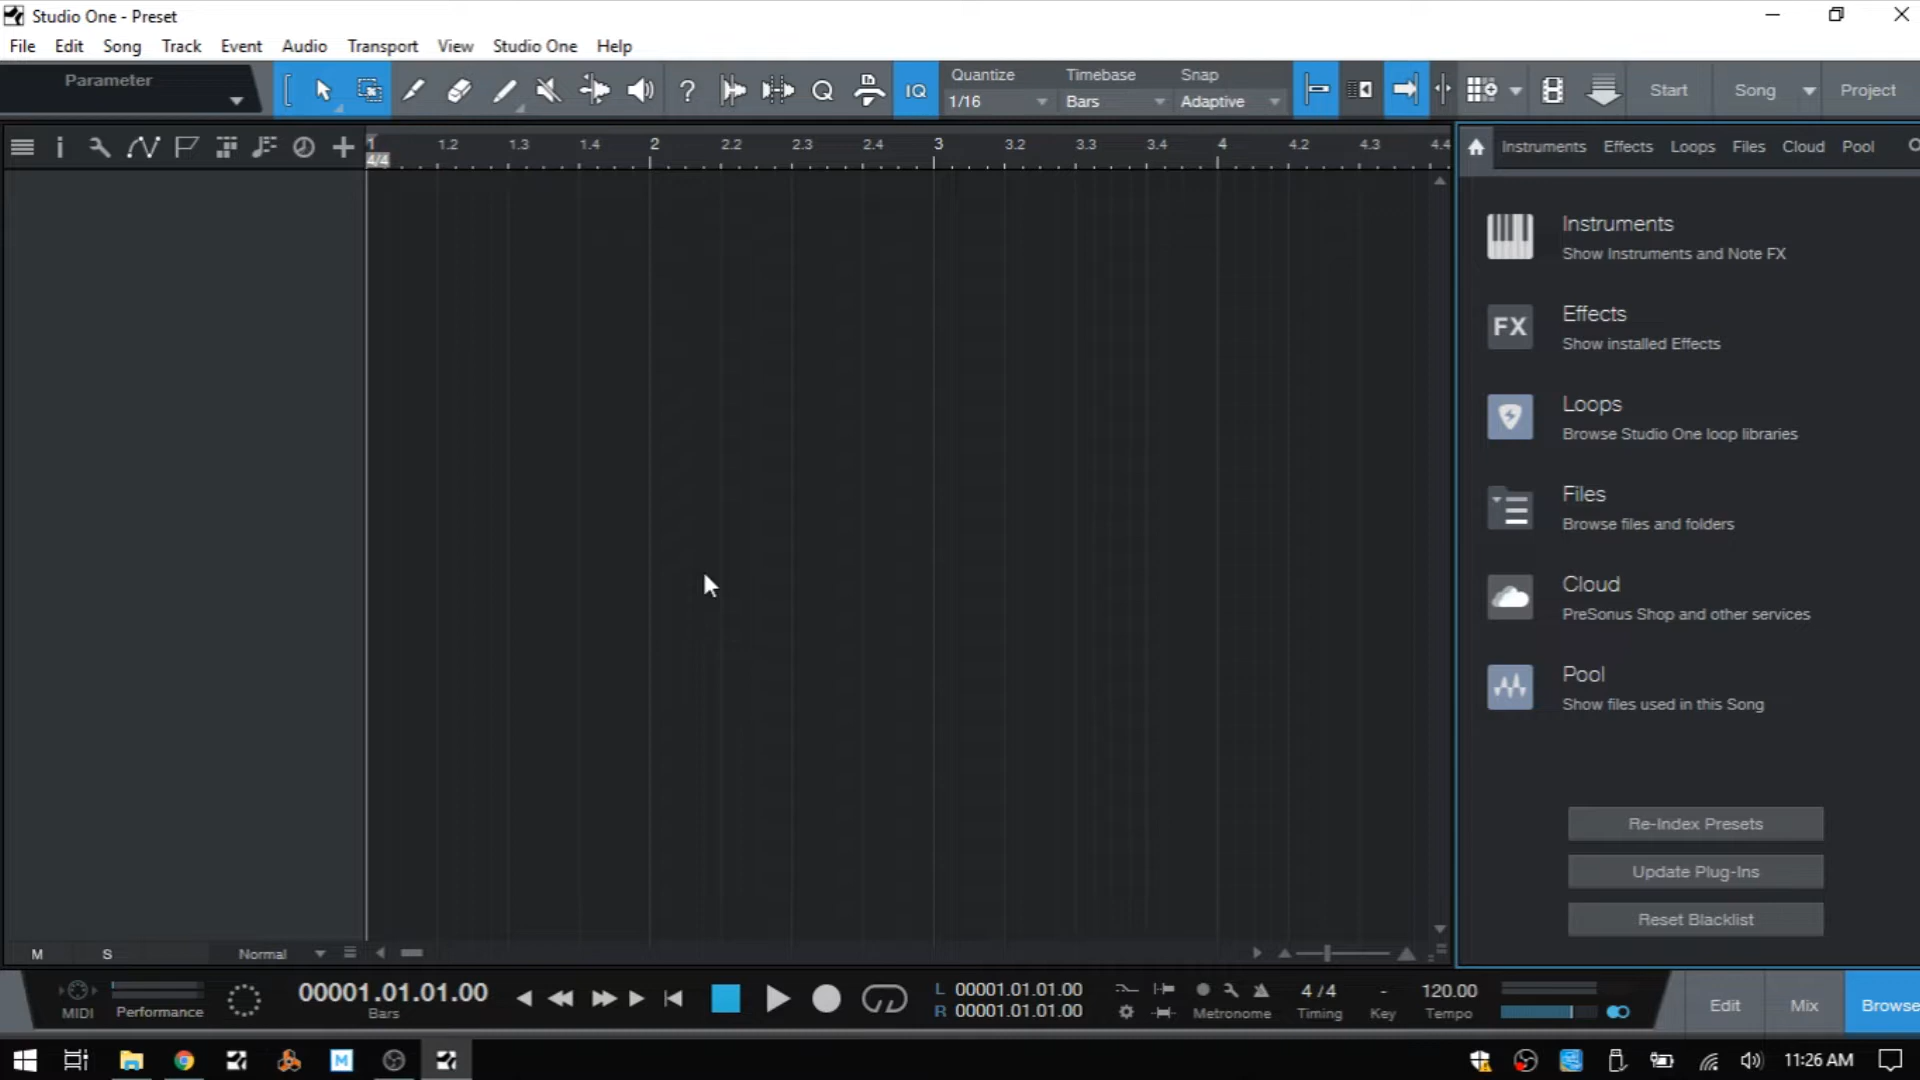 Studio One - Preset
File Edit Song Track Event Audio Transport View Studio One Help
Parameter
IQ
Quantize Timebase Snap
1/16 Bars Adaptive
Start Song Project
1 1.2 1.3 1.4 2 2.2 2.3 2.4 3 3.2 3.3 3.4 4 4.2 4.3 4.4
4/4
Instruments Effects Loops Files Cloud Pool
Instruments
Show Instruments and Note FX
FX
Effects
Show installed Effects
Loops
Browse Studio One loop libraries
Files
Browse files and folders
Cloud
PreSonus Shop and other services
Pool
Show files used in this Song
Re-Index Presets
Update Plug-Ins
Reset Blacklist
M S Normal
MIDI Performance
00001.01.01.00
Bars
L 00001.01.01.00
R 00001.01.01.00
Metronome
4 / 4
Timing
-
Key
120.00
Tempo
Edit Mix Browse
M
11:26 AM